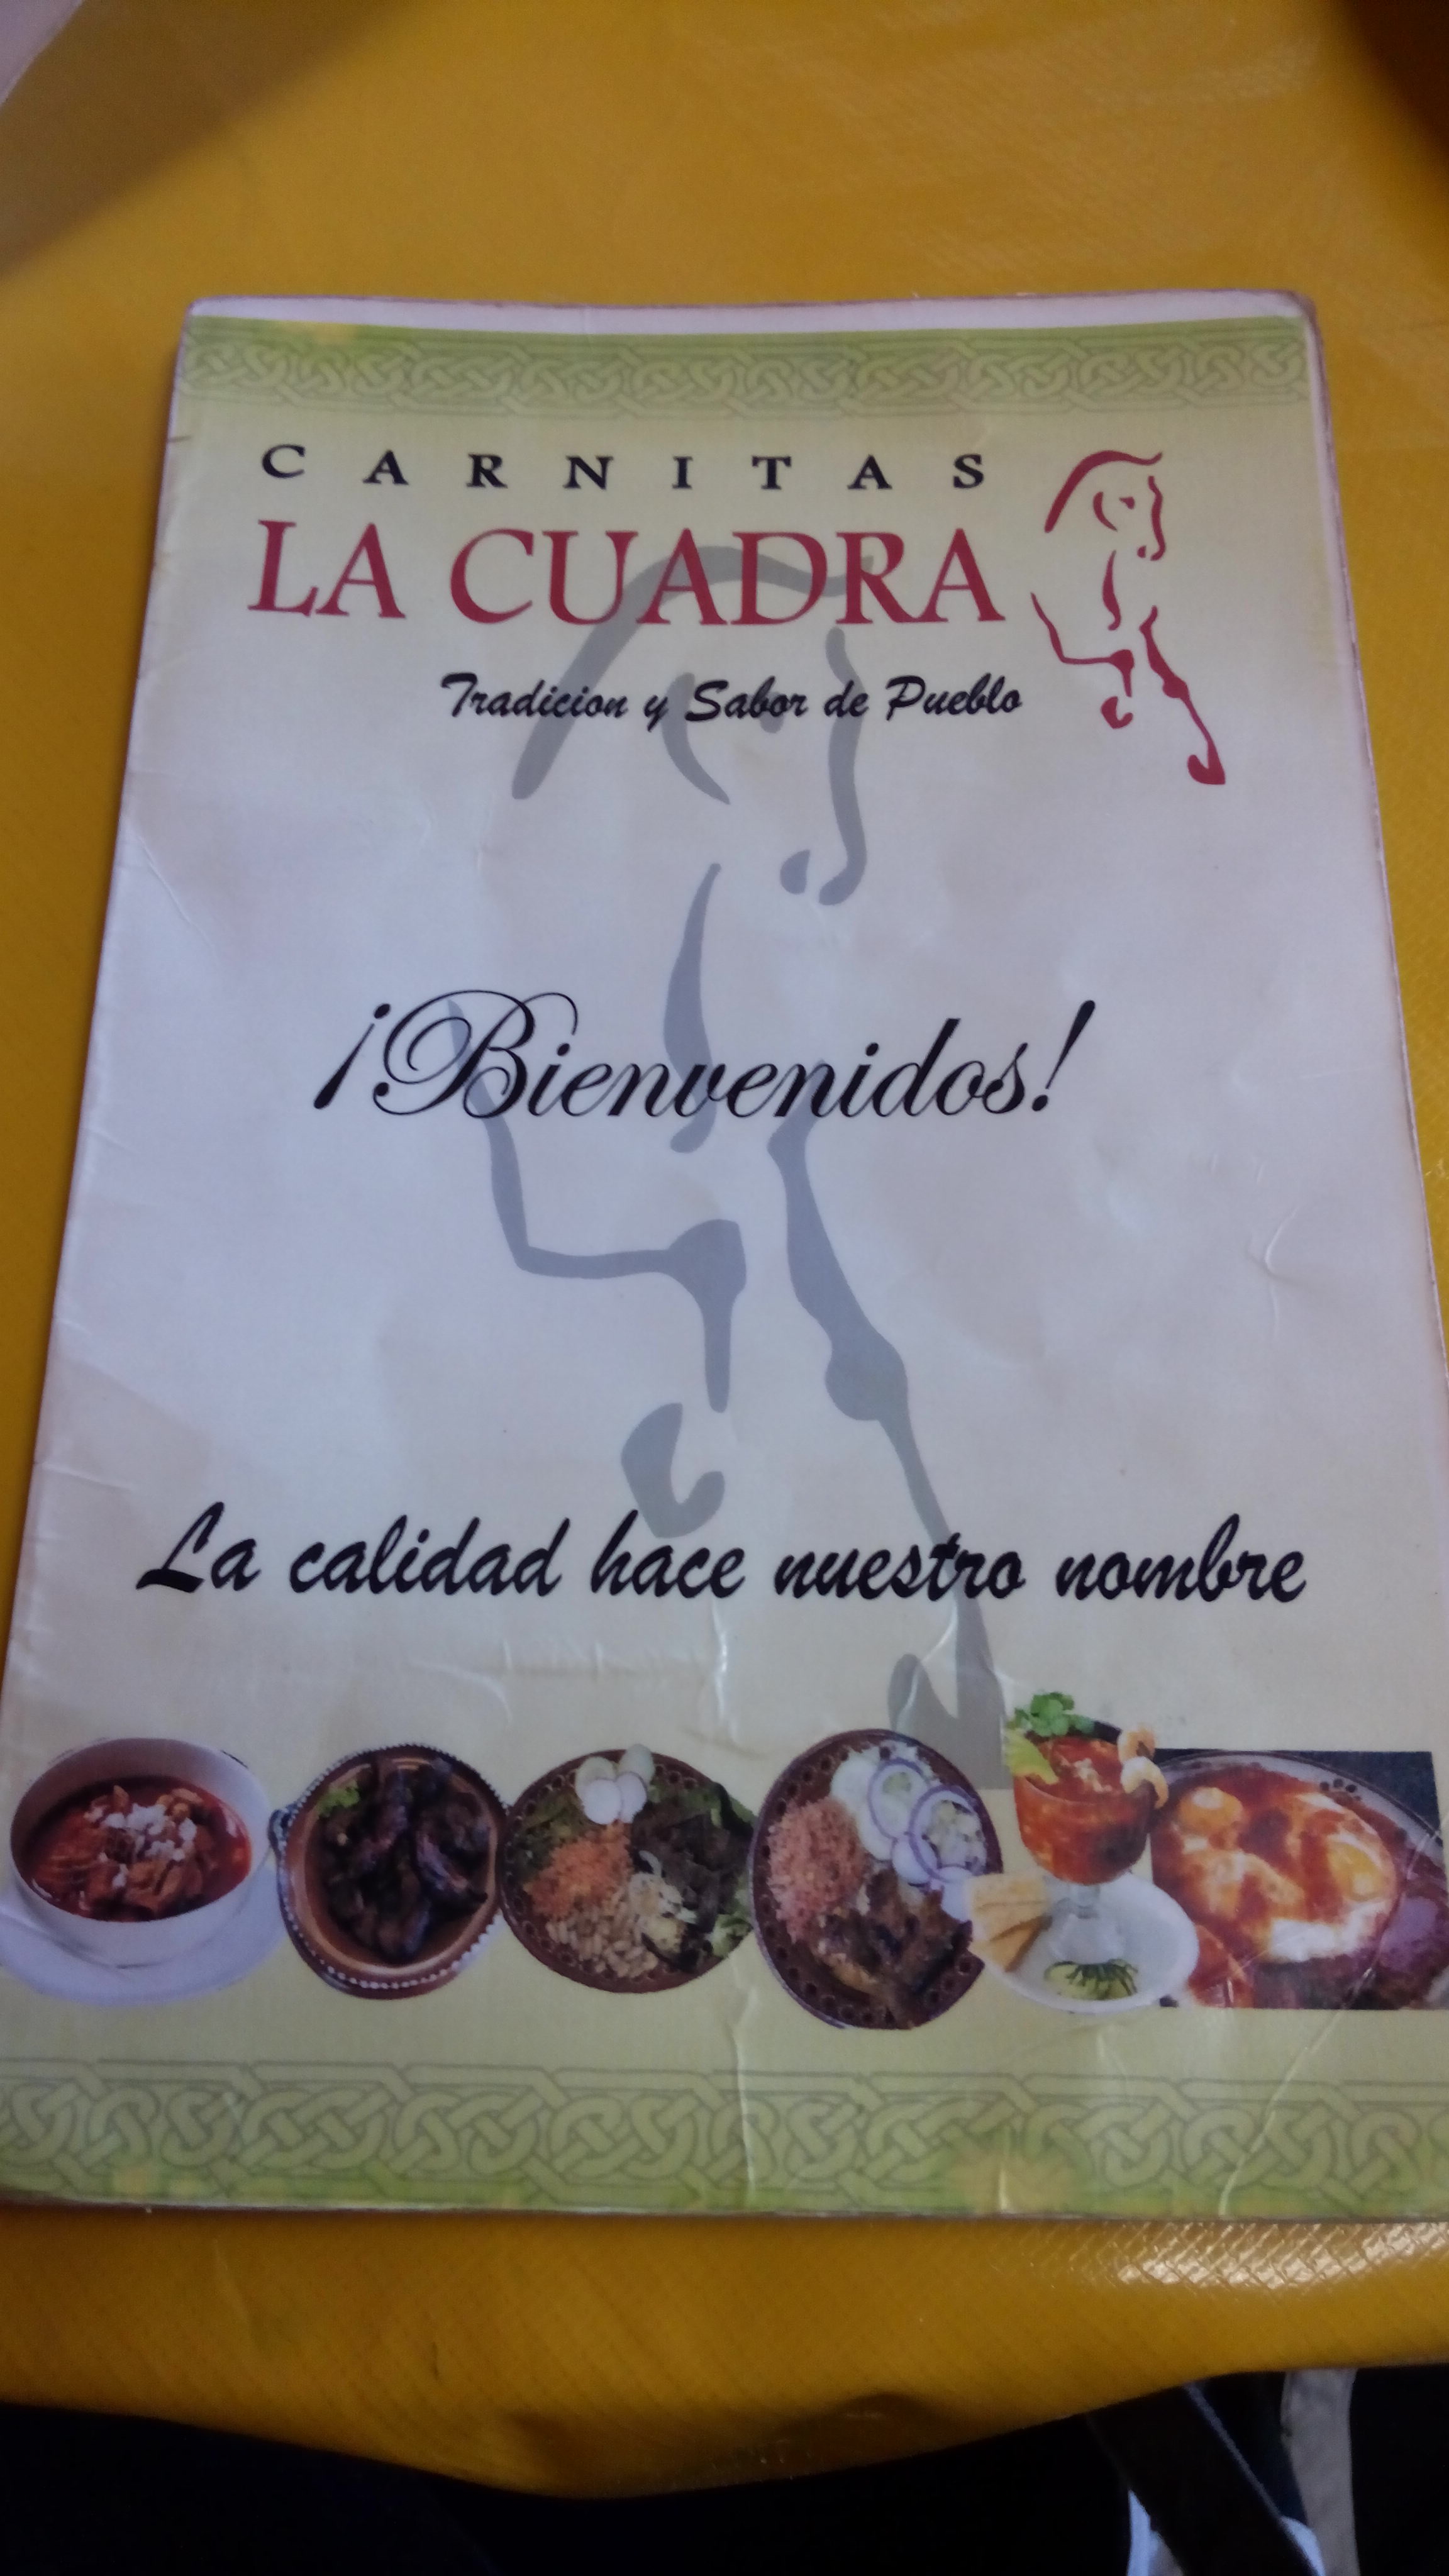 CARNITAS
LA CUADRA
Tradicion y Sabor de Pueblo
¡Bienvenidos!
La calidad hace nuestro nombre